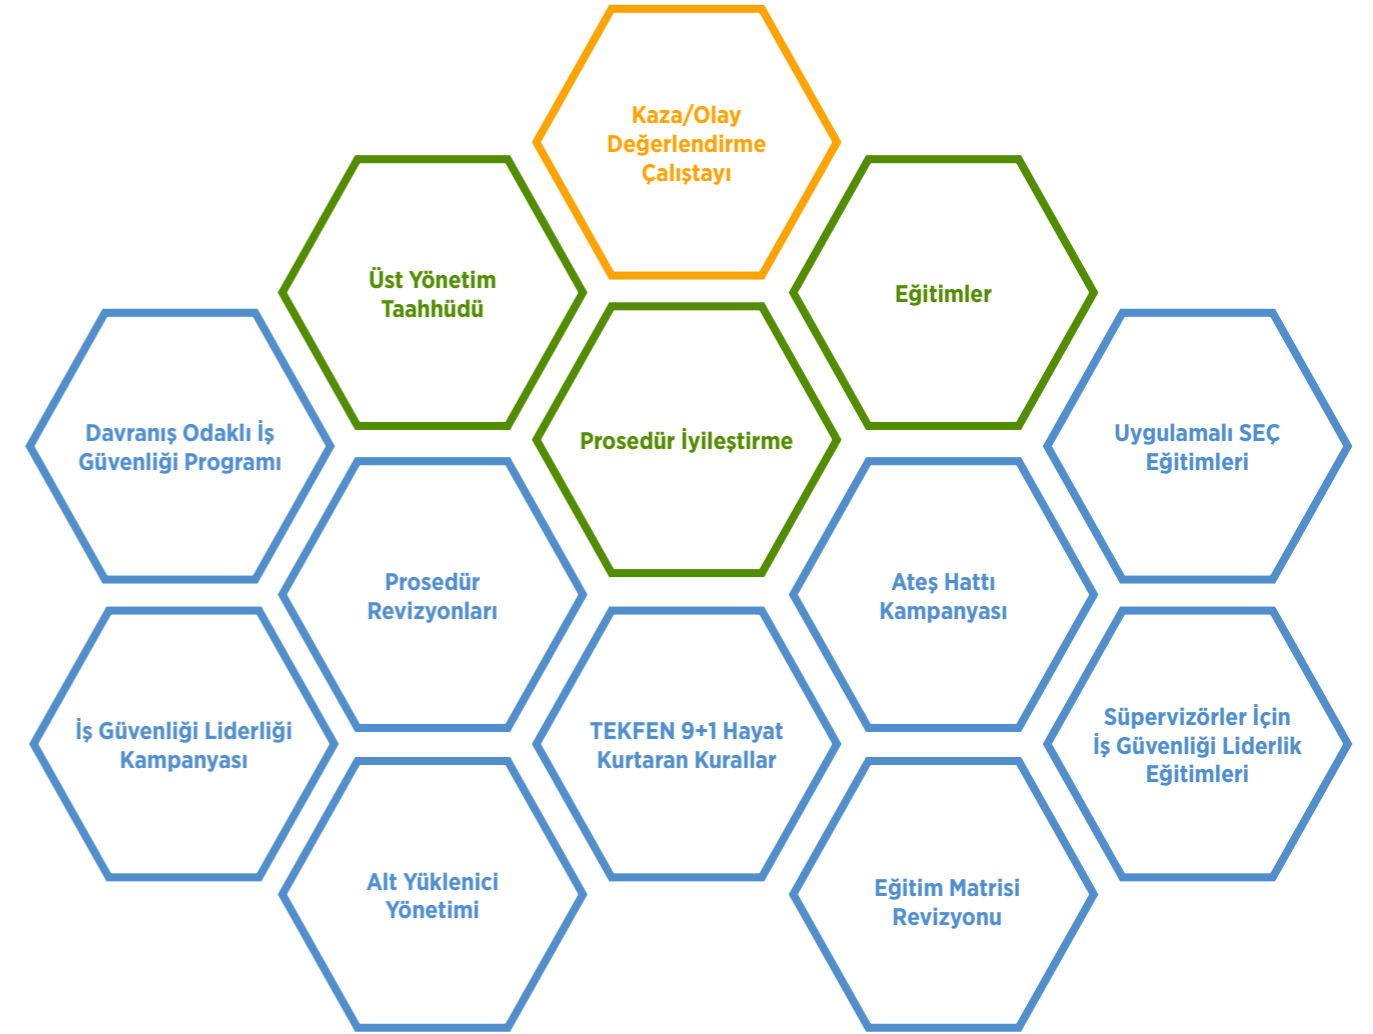 Kaza/Olay
Değerlendirme
Çalıştayı
Üst Yönetim
Taahhüdü
Eğitimler
Prosedür İyileştirme
Davranış Odaklı İş
Güvenliği Programı
Uygulamalı SEÇ
Eğitimleri
Prosedür
Revizyonları
Ateş Hattı
Kampanyası
İş Güvenliği Liderliği
Kampanyası
TEKFEN 9+1 Hayat
Kurtaran Kurallar
Süpervizörler İçin
İş Güvenliği Liderlik
Eğitimleri
Alt Yüklenici
Yönetimi
Eğitim Matrisi
Revizyonu